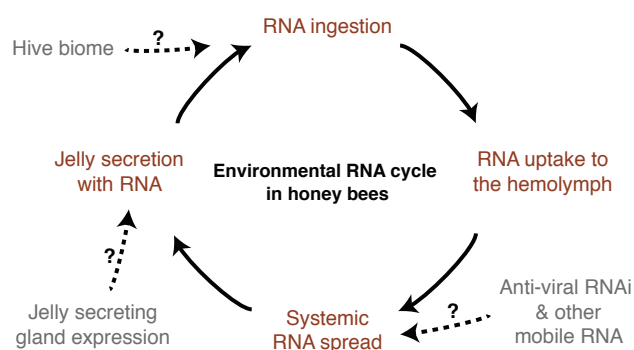 RNA ingestion
?
Hive biome
Jelly secretion
with RNA
Environmental RNA cycle
in honey bees
RNA uptake to
the hemolymph
?
Jelly secreting
gland expression
Systemic
RNA spread
?
Anti-viral RNAi
& other
mobile RNA